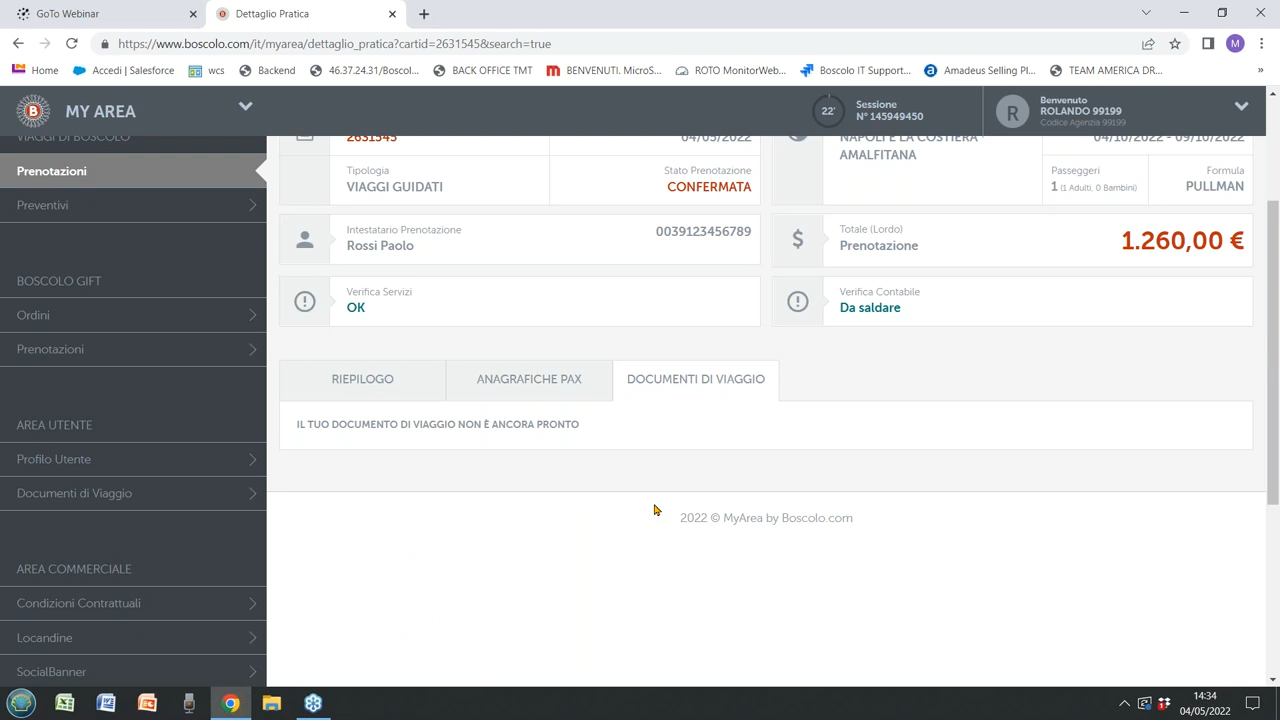 GoTo Webinar
Dettaglio Pratica
https://www.boscolo.com/it/myarea/dettaglio_pratica?cartid=2631545&search=true
M
Home
Accedi | Salesforce
wcs
Backend
46.37.24.31/Boscol...
BACK OFFICE TMT
BENVENUTI. MicroS...
ROTO MonitorWeb...
Boscolo IT Support...
Amadeus Selling Pl...
TEAM AMERICA DR...
»
B
MY AREA
22'
Sessione
N° 145949450
R
Benvenuto
ROLANDO 99199
Codice Agenzia 99199
VIAGGI DI BOSCOLO
Prenotazioni
Preventivi
BOSCOLO GIFT
Ordini
Prenotazioni
AREA UTENTE
Profilo Utente
Documenti di Viaggio
AREA COMMERCIALE
Condizioni Contrattuali
Locandine
SocialBanner
2631545
04/05/2022
Tipologia
VIAGGI GUIDATI
Stato Prenotazione
CONFERMATA
NAPOLI E LA COSTIERA
AMALFITANA
04/10/2022 - 09/10/2022
Passeggeri
1 (1 Adulti, 0 Bambini)
Formula
PULLMAN
Intestatario Prenotazione
Rossi Paolo
0039123456789
$
Totale (Lordo)
Prenotazione
1.260,00 €
Verifica Servizi
OK
Verifica Contabile
Da saldare
RIEPILOGO
ANAGRAFICHE PAX
DOCUMENTI DI VIAGGIO
IL TUO DOCUMENTO DI VIAGGIO NON È ANCORA PRONTO
2022 © MyArea by Boscolo.com
14:34
04/05/2022